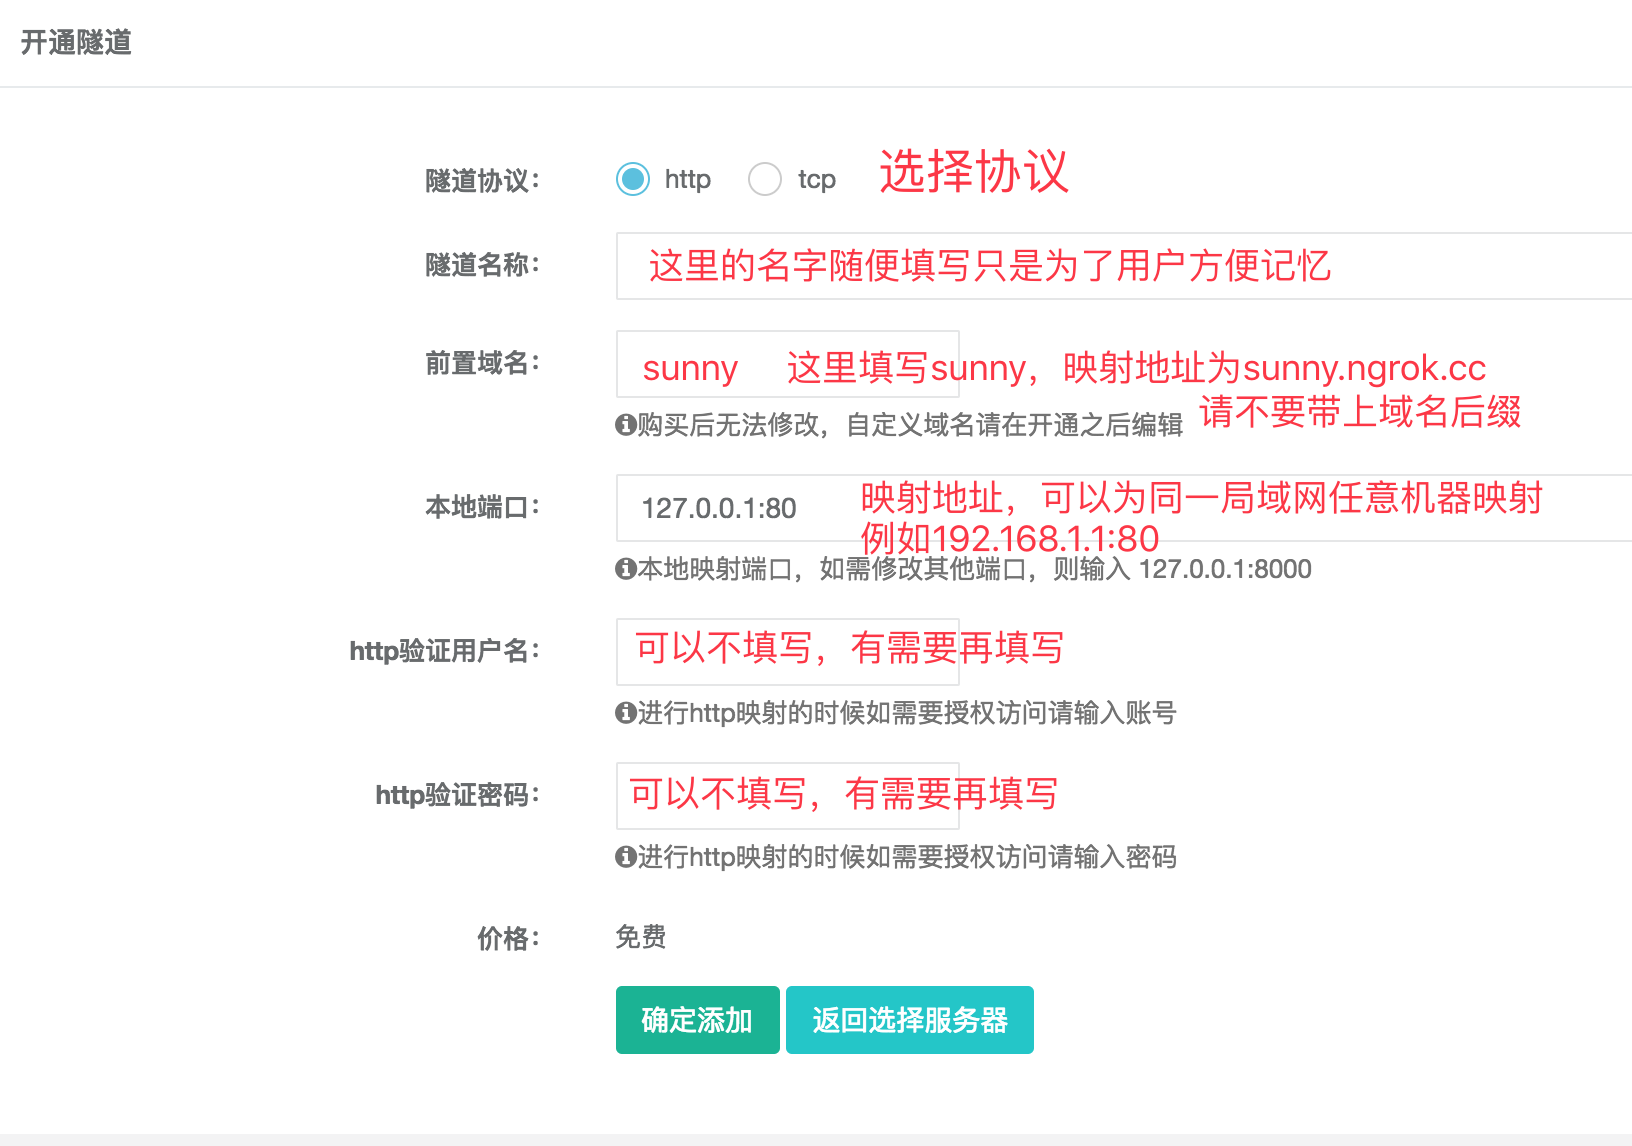 开通隧道
隧道协议： http tcp 选择协议
隧道名称： 这里的名字随便填写只是为了用户方便记忆
前置域名： sunny 这里填写sunny，映射地址为sunny.ngrok.cc
购买后无法修改，自定义域名请在开通之后编辑 请不要带上域名后缀
本地端口： 127.0.0.1:80 映射地址，可以为同一局域网任意机器映射
例如192.168.1.1:80
本地映射端口，如需修改其他端口，则输入 127.0.0.1:8000
http验证用户名： 可以不填写，有需要再填写
进行http映射的时候如需要授权访问请输入账号
http验证密码： 可以不填写，有需要再填写
进行http映射的时候如需要授权访问请输入密码
价格： 免费
确定添加 返回选择服务器